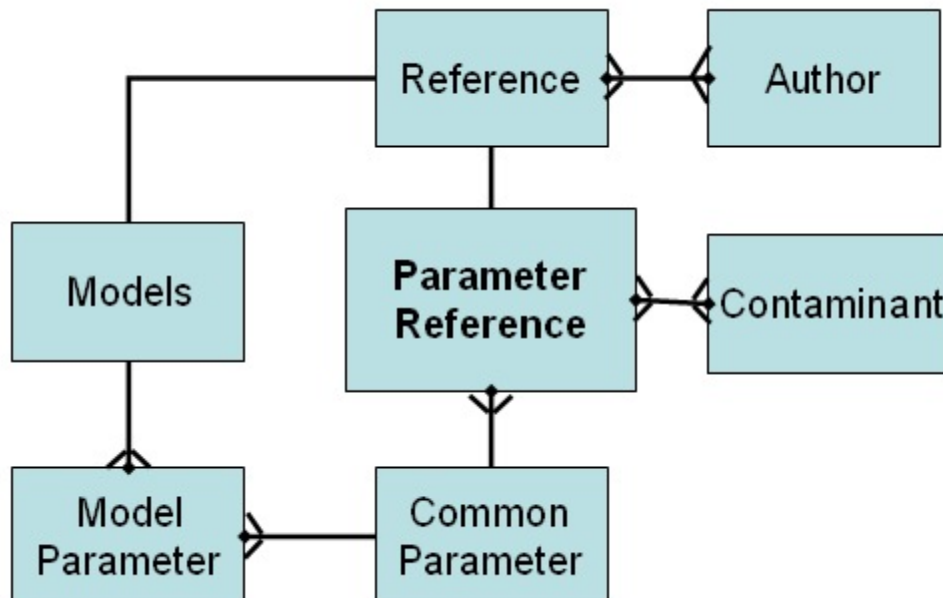 Reference
Author
Models
Parameter
Reference
Contaminant
Model
Parameter
Common
Parameter